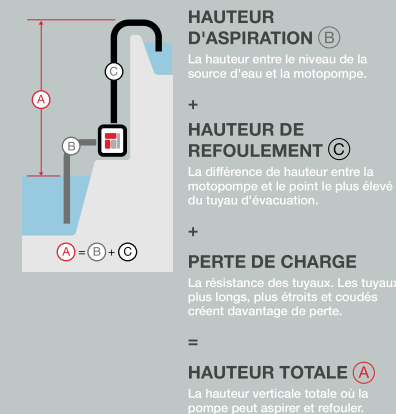 HAUTEUR
D'ASPIRATION B
La hauteur entre le niveau de la
source d'eau et la motopompe.
+
HAUTEUR DE
REFOULEMENT C
La différence de hauteur entre la
motopompe et le point le plus élevé
du tuyau d'évacuation.
+
PERTE DE CHARGE
La résistance des tuyaux. Les tuyaux
plus longs, plus étroits et coudés
créent davantage de perte.
=
HAUTEUR TOTALE A
La hauteur verticale totale où la
pompe peut aspirer et refouler.
C
A
B
A = B + C